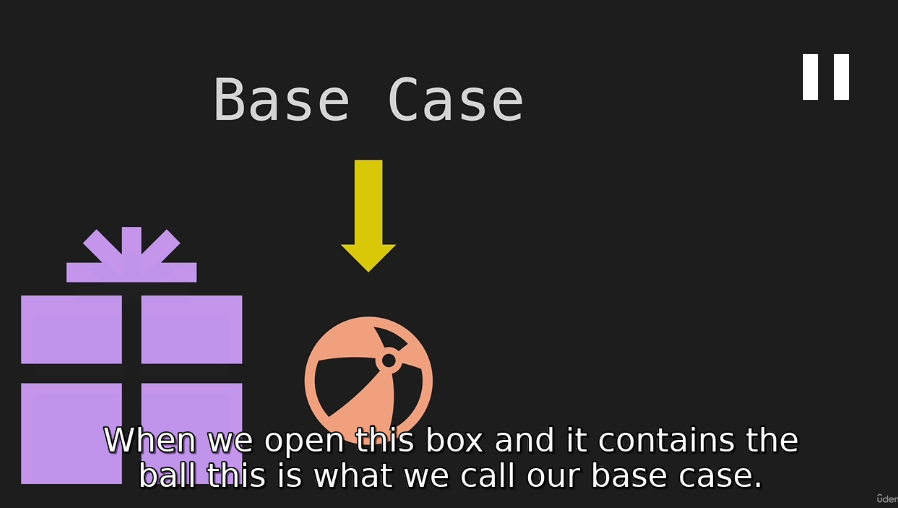 Base Case
When we open this box and it contains the
ball this is what we call our base case.